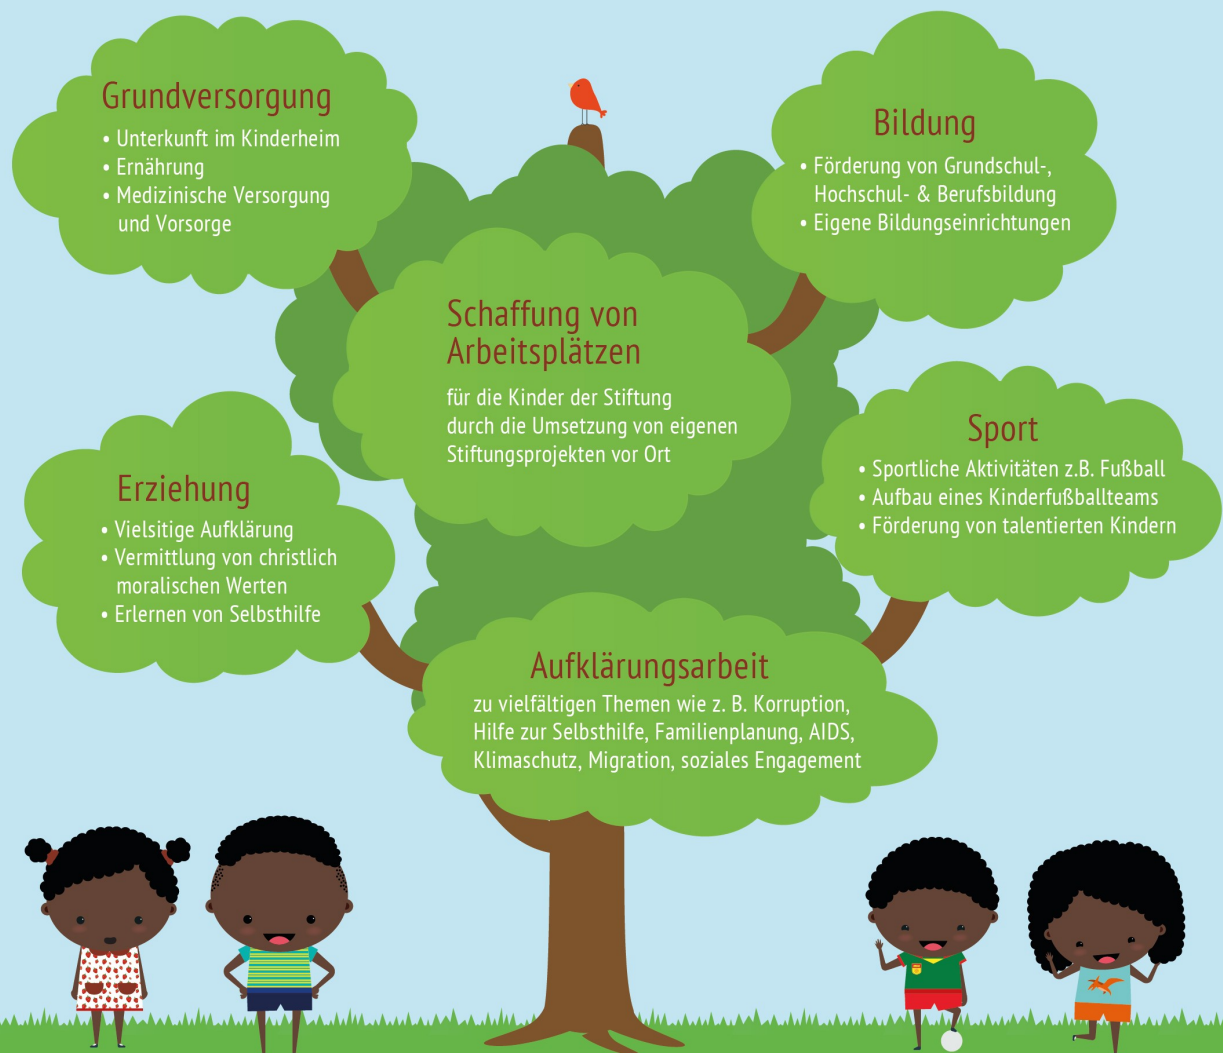 Grundversorgung
• Unterkunft im Kinderheim
• Ernährung
• Medizinische Versorgung
und Vorsorge
Bildung
• Förderung von Grundschul-,
Hochschul- & Berufsbildung
• Eigene Bildungseinrichtungen
Schaffung von
Arbeitsplätzen
für die Kinder der Stiftung
durch die Umsetzung von eigenen
Stiftungsprojekten vor Ort
Erziehung
• Vielsitige Aufklärung
• Vermittlung von christlich
moralischen Werten
• Erlernen von Selbsthilfe
Sport
• Sportliche Aktivitäten z.B. Fußball
• Aufbau eines Kinderfußballteams
• Förderung von talentierten Kindern
Aufklärungsarbeit
zu vielfältigen Themen wie z. B. Korruption,
Hilfe zur Selbsthilfe, Familienplanung, AIDS,
Klimaschutz, Migration, soziales Engagement